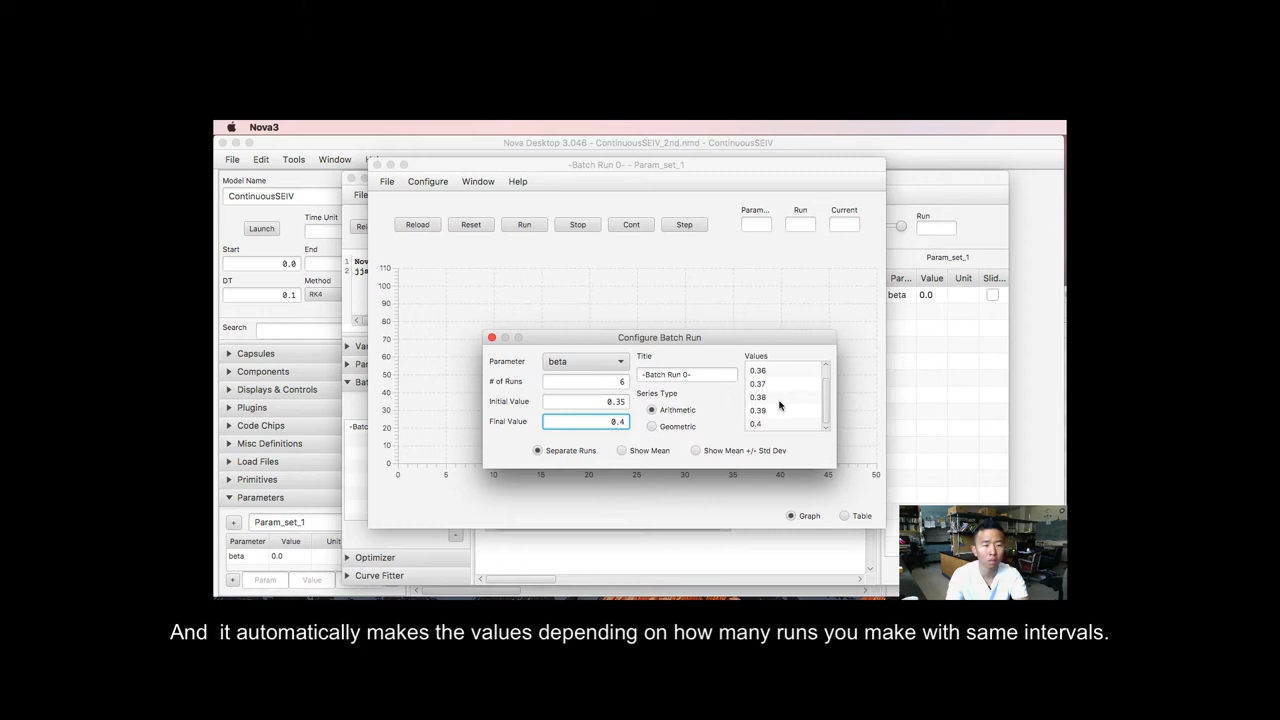 Nova3
Nova Desktop 3.046 - ContinuousSEIV_2nd.nmd - ContinuousSEIV
File Edit Tools Window
-Batch Run 0- - Param_set_1
Model Name
ContinuousSEIV
File Configure Window Help
Launch
Time Unit
Start
End
0.0
DT
Method
0.1
RK4
Search
Reload Reset Run Stop Cont Step
Param... Run Current
Run
Param_set_1
Par... Value Unit Slid...
beta 0.0
Capsules
Components
Displays & Controls
Plugins
Code Chips
Misc Definitions
Load Files
Primitives
Parameters
+ Param_set_1
Header Value Unit
beta 0.0
+ Param Value
110
100
90
80
70
60
50
40
30
20
10
0
0 5 10 15 20 25 30 35 40 45 50
Configure Batch Run
Parameter beta
# of Runs 6
Initial Value 0.35
Final Value 0.4
Title
-Batch Run 0-
Series Type
Arithmetic
Geometric
Values
0.36
0.37
0.38
0.39
0.4
Separate Runs Show Mean Show Mean +/- Std Dev
Graph Table
Optimizer
Curve Fitter
And it automatically makes the values depending on how many runs you make with same intervals.